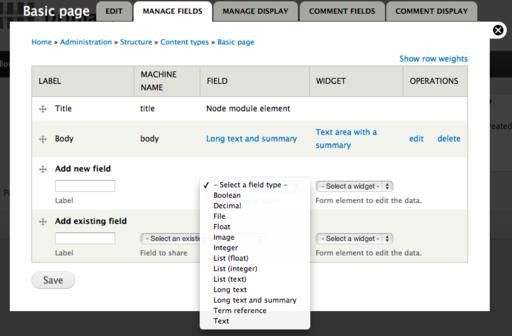 Basic page
EDIT
MANAGE FIELDS
MANAGE DISPLAY
COMMENT FIELDS
COMMENT DISPLAY
Home » Administration » Structure » Content types » Basic page
Show row weights
LABEL
MACHINE NAME
FIELD
WIDGET
OPERATIONS
Title
title
Node module element
Body
body
Long text and summary
Text area with a
summary
edit
delete
Add new field
Label
- Select a widget -
Form element to edit the data.
✓ - Select a field type -
Boolean
Decimal
File
Float
Image
Integer
List (float)
List (integer)
List (text)
Long text
Long text and summary
Term reference
Text
Add existing field
Label
- Select an existi
Field to share
- Select a widget -
Form element to edit the data.
Save